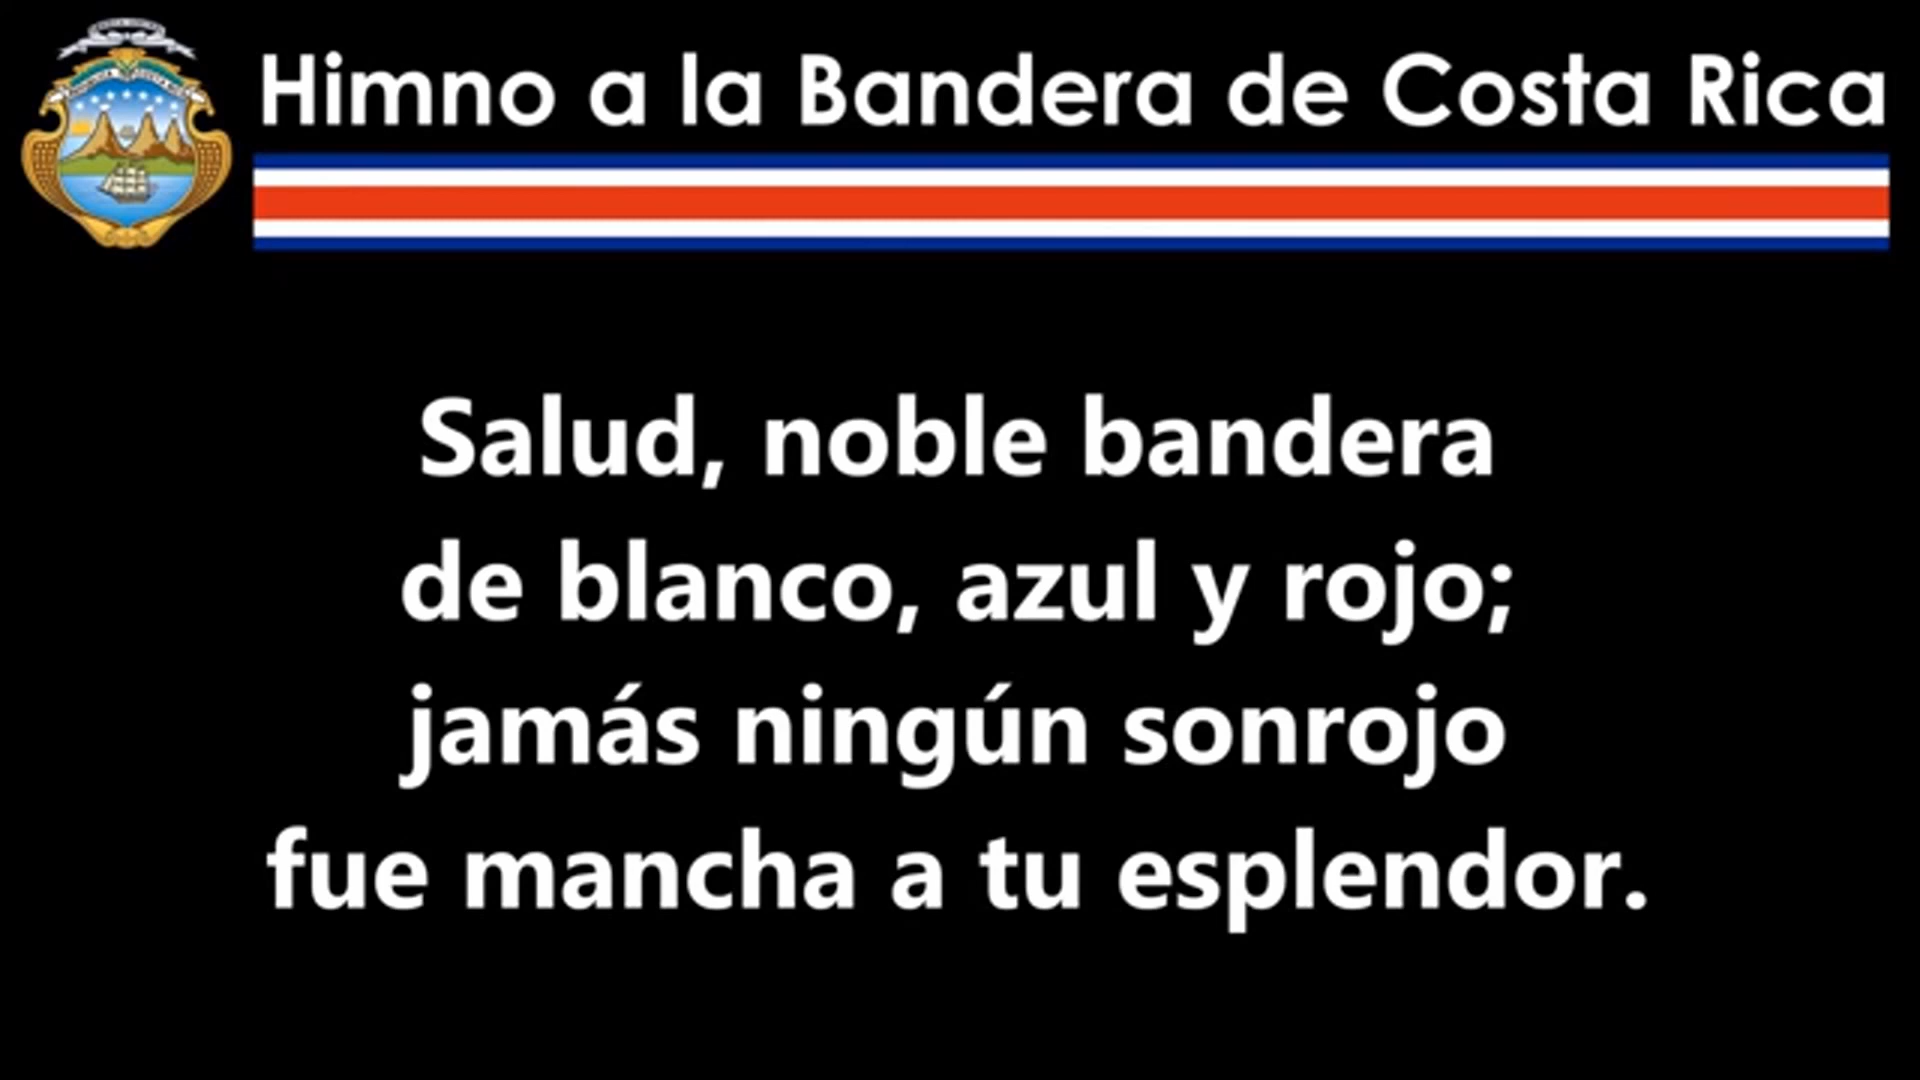 Himno a la Bandera de Costa Rica
Salud, noble bandera
de blanco, azul y rojo;
jamás ningún sonrojo
fue mancha a tu esplendor.